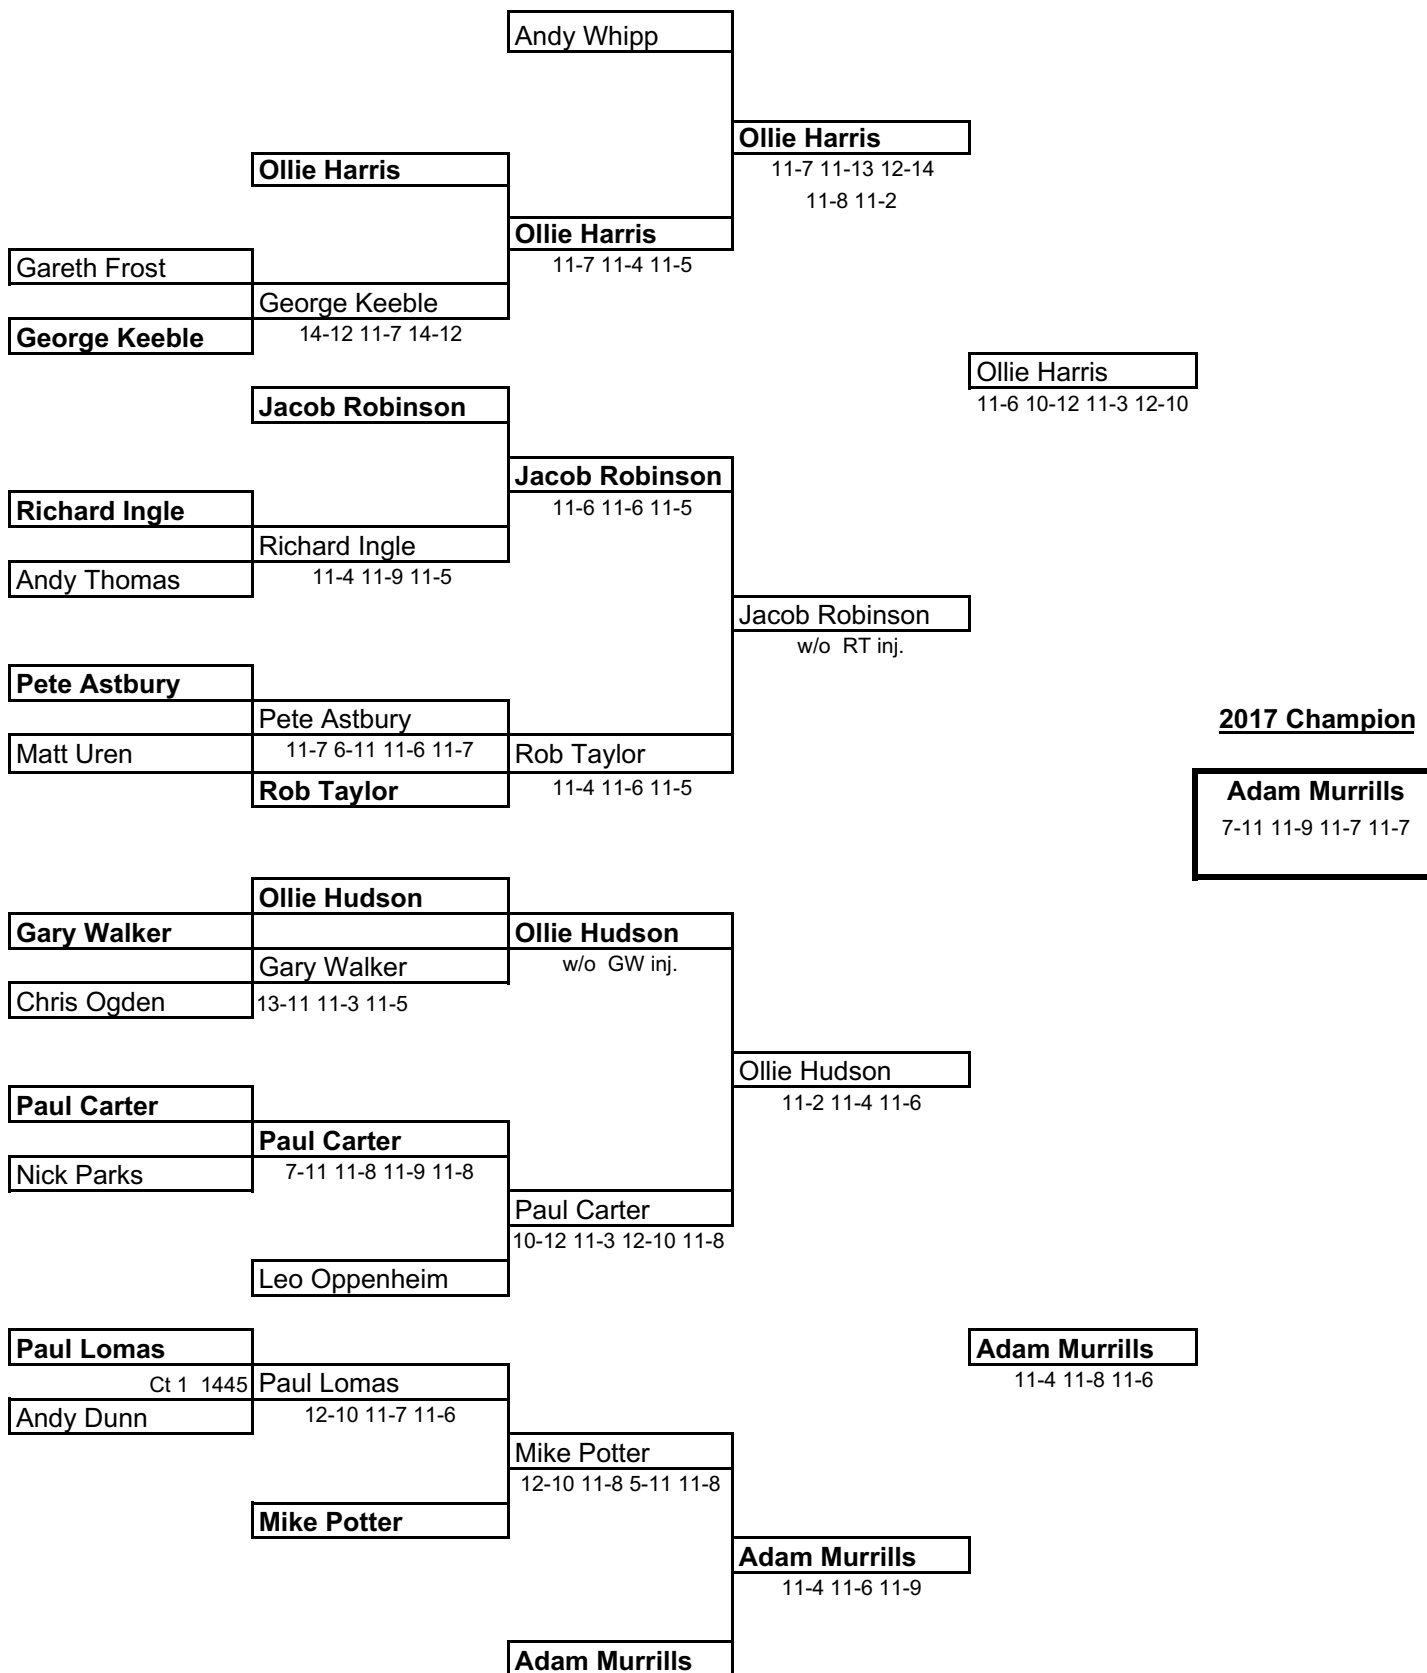 Andy Whipp
Ollie Harris
11-7 11-13 12-14
11-8 11-2
Ollie Harris
Ollie Harris
11-7 11-4 11-5
Gareth Frost
George Keeble
14-12 11-7 14-12
George Keeble
Ollie Harris
11-6 10-12 11-3 12-10
Jacob Robinson
Jacob Robinson
11-6 11-6 11-5
Richard Ingle
Richard Ingle
11-4 11-9 11-5
Andy Thomas
Jacob Robinson
w/o RT inj.
Pete Astbury
Pete Astbury
11-7 6-11 11-6 11-7
Matt Uren
Rob Taylor
11-4 11-6 11-5
Rob Taylor
2017 Champion
Adam Murrills
7-11 11-9 11-7 11-7
Ollie Hudson
Gary Walker
Ollie Hudson
w/o GW inj.
Gary Walker
13-11 11-3 11-5
Chris Ogden
Ollie Hudson
11-2 11-4 11-6
Paul Carter
Paul Carter
7-11 11-8 11-9 11-8
Nick Parks
Paul Carter
10-12 11-3 12-10 11-8
Leo Oppenheim
Paul Lomas
Ct 1 1445
Paul Lomas
12-10 11-7 11-6
Andy Dunn
Adam Murrills
11-4 11-8 11-6
Mike Potter
12-10 11-8 5-11 11-8
Mike Potter
Adam Murrills
11-4 11-6 11-9
Adam Murrills